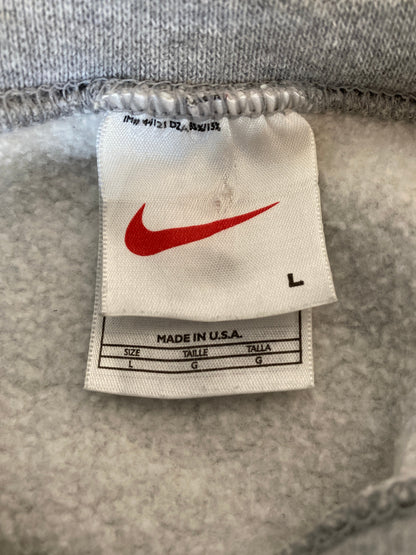 L
MADE IN U.S.A.
SIZE TAILLE TALLA
L G G